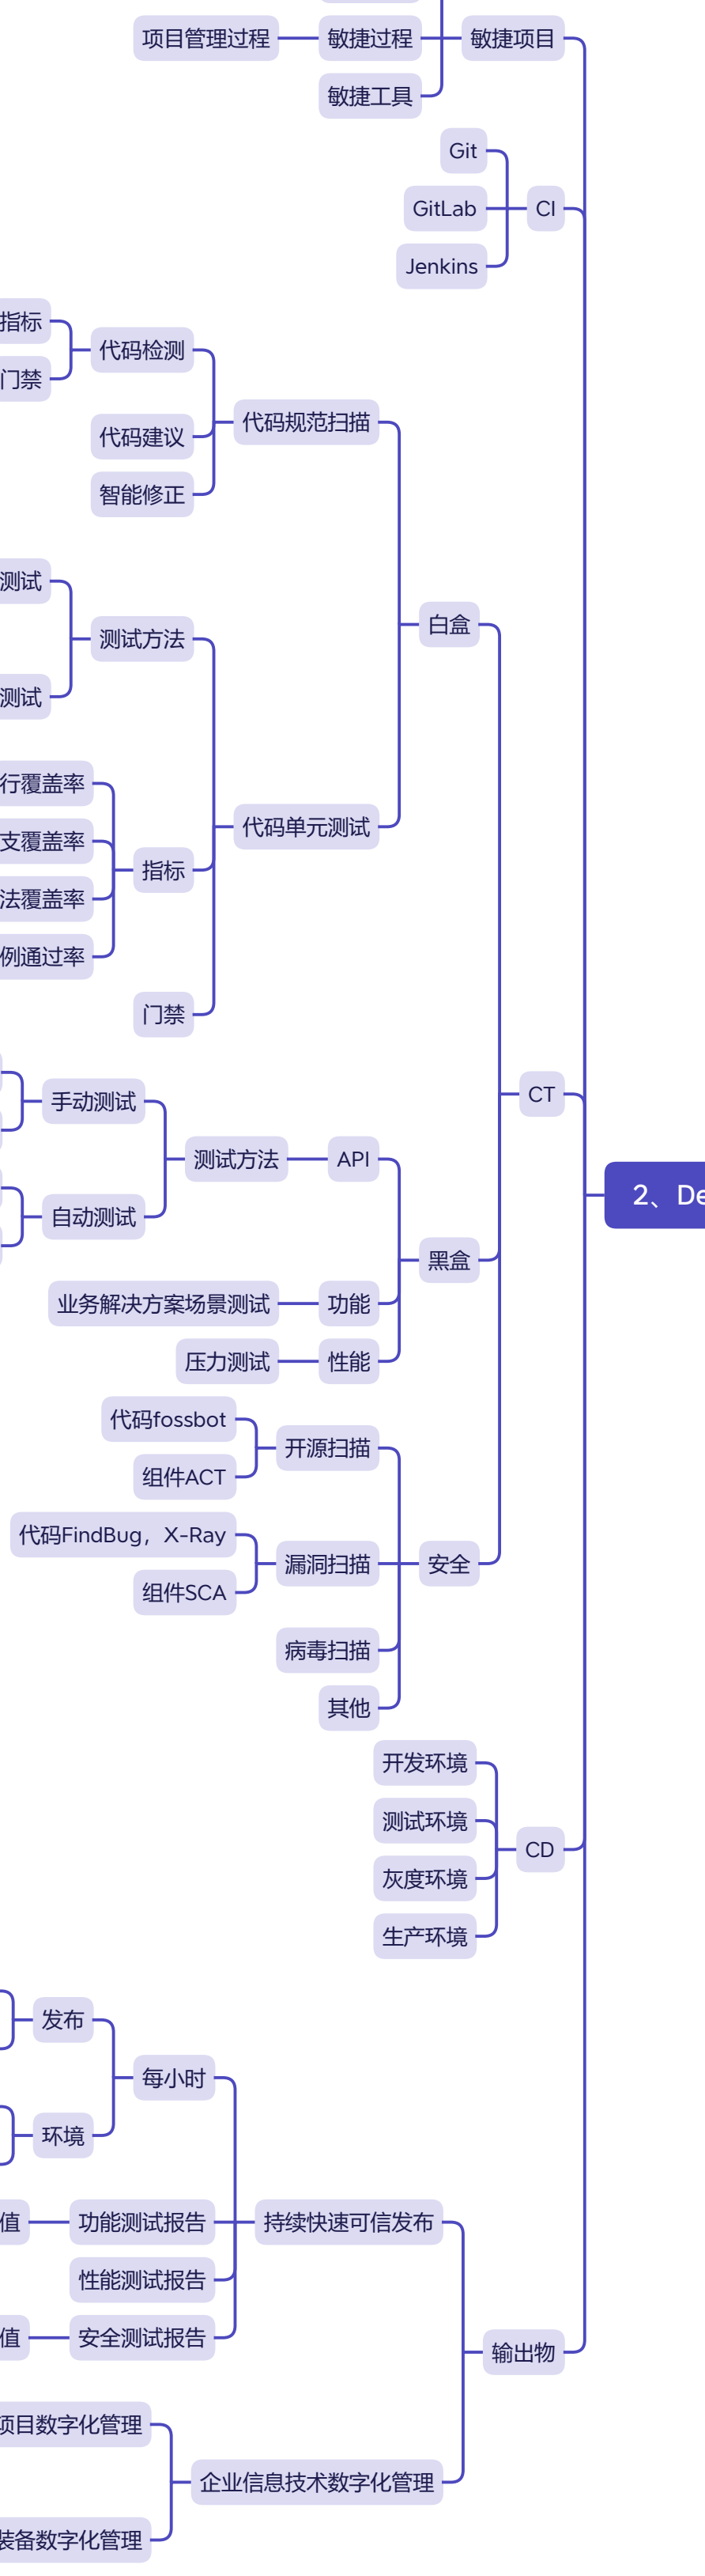 项目管理过程
敏捷过程
敏捷项目
敏捷工具
Git
GitLab
CI
Jenkins
指标
代码检测
门禁
代码规范扫描
代码建议
智能修正
测试
白盒
测试方法
测试
行覆盖率
代码单元测试
支覆盖率
指标
法覆盖率
例通过率
门禁
CT
手动测试
测试方法
API
2、De
自动测试
黑盒
业务解决方案场景测试
功能
压力测试
性能
代码fossbot
开源扫描
组件ACT
代码FindBug，X-Ray
漏洞扫描
安全
组件SCA
病毒扫描
其他
开发环境
测试环境
CD
灰度环境
生产环境
发布
每小时
环境
值
功能测试报告
持续快速可信发布
性能测试报告
值
安全测试报告
输出物
项目数字化管理
企业信息技术数字化管理
装备数字化管理